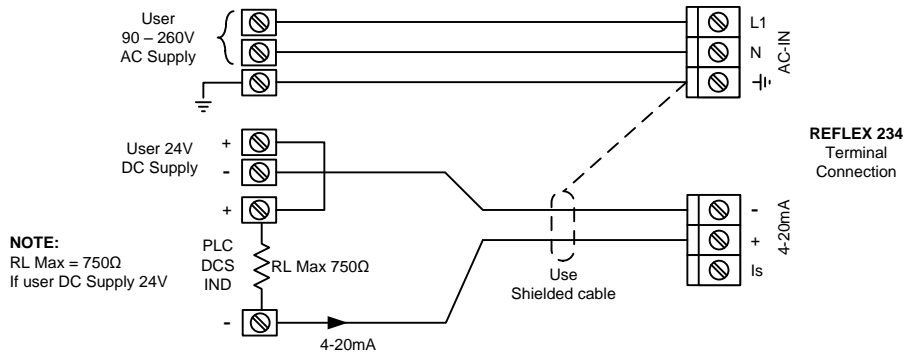 User
90 – 260V
AC Supply
L1
N
AC-IN
User 24V
DC Supply
+
-
+
REFLEX 234
Terminal
Connection
-
+
Is
4-20mA
NOTE:
RL Max = 750Ω
If user DC Supply 24V
PLC
DCS
IND
RL Max 750Ω
Use
Shielded cable
-
4-20mA